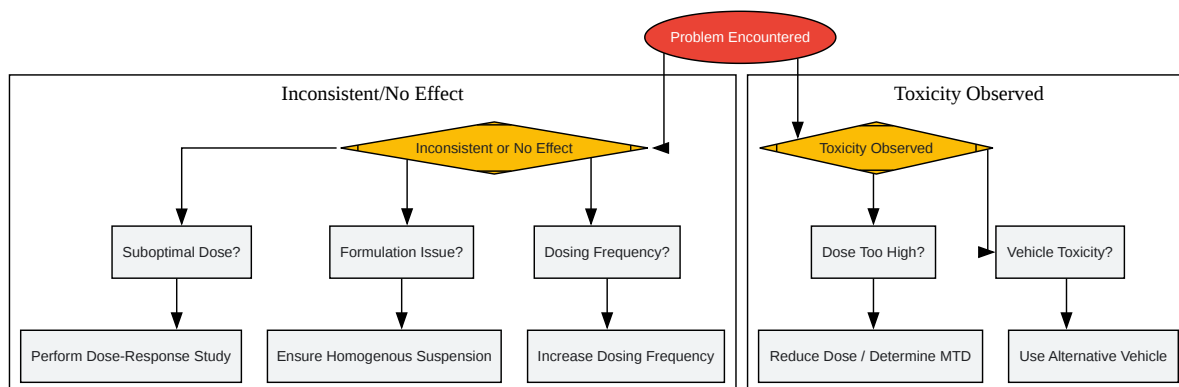 Problem Encountered
Inconsistent/No Effect
Toxicity Observed
Inconsistent or No Effect
Toxicity Observed
Suboptimal Dose?
Formulation Issue?
Dosing Frequency?
Dose Too High?
Vehicle Toxicity?
Perform Dose-Response Study
Ensure Homogenous Suspension
Increase Dosing Frequency
Reduce Dose / Determine MTD
Use Alternative Vehicle